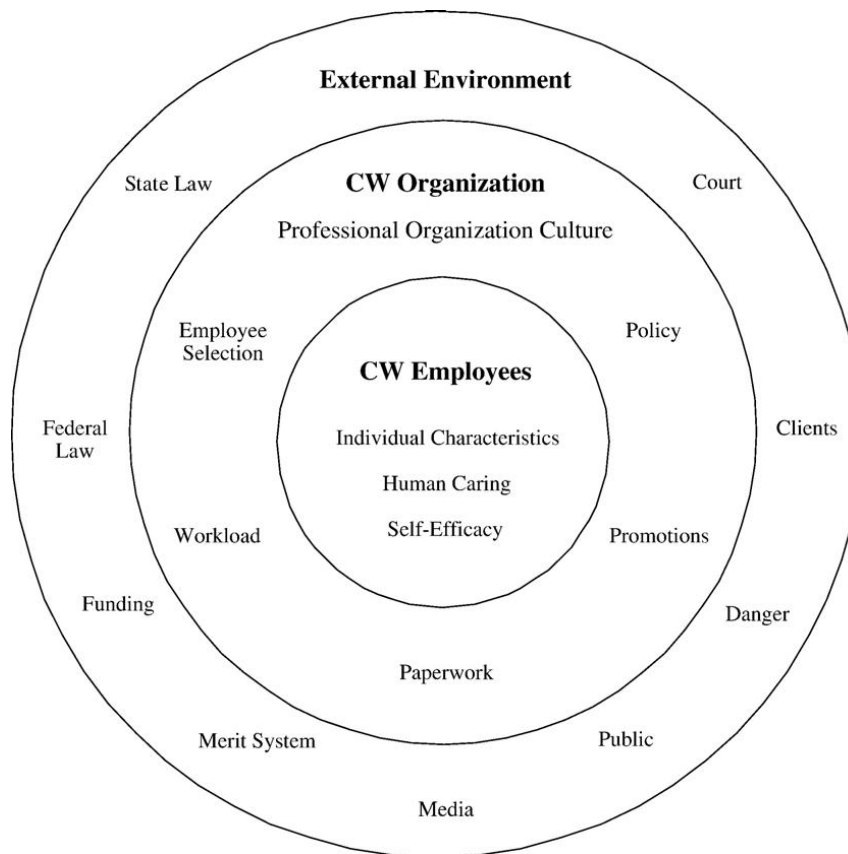 External Environment
State Law
Court
CW Organization
Professional Organization Culture
Employee
Selection
Policy
CW Employees
Federal
Law
Clients
Individual Characteristics
Human Caring
Self-Efficacy
Workload
Promotions
Funding
Danger
Paperwork
Merit System
Public
Media